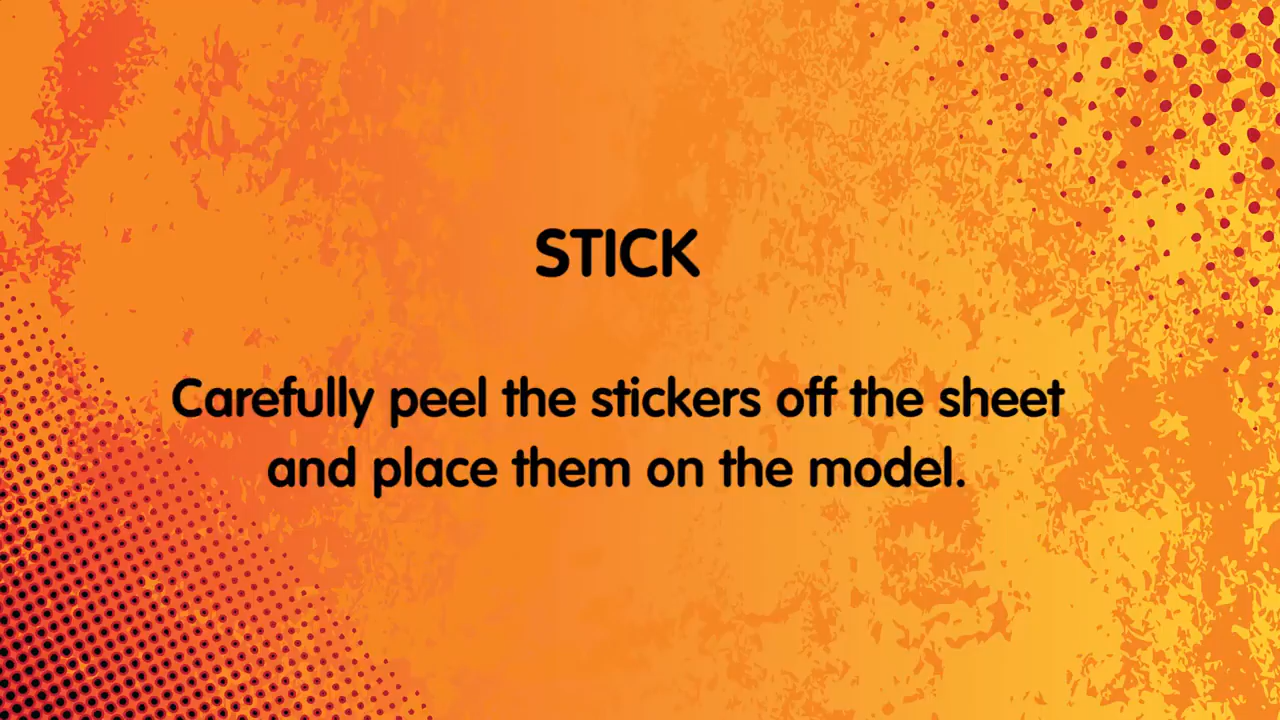 STICK
Carefully peel the stickers off the sheet
and place them on the model.